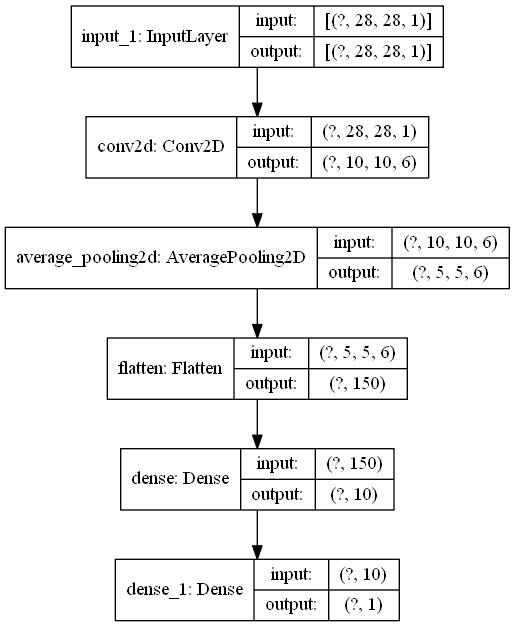 input_1: InputLayer
input: [(?, 28, 28, 1)]
output: [(?, 28, 28, 1)]
conv2d: Conv2D
input: (?, 28, 28, 1)
output: (?, 10, 10, 6)
average_pooling2d: AveragePooling2D
input: (?, 10, 10, 6)
output: (?, 5, 5, 6)
flatten: Flatten
input: (?, 5, 5, 6)
output: (?, 150)
dense: Dense
input: (?, 150)
output: (?, 10)
dense_1: Dense
input: (?, 10)
output: (?, 1)